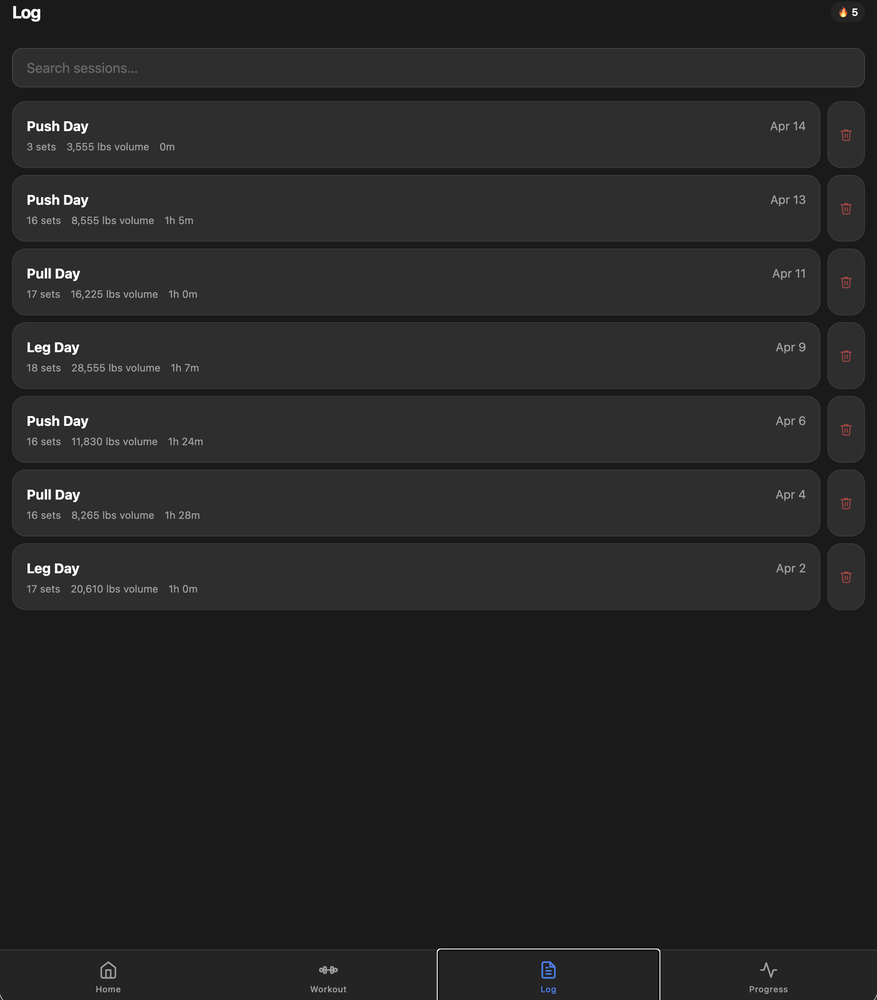 Log
🔥 5
Search sessions...
Push Day
Apr 14
3 sets 3,555 lbs volume 0m
Push Day
Apr 13
16 sets 8,555 lbs volume 1h 5m
Pull Day
Apr 11
17 sets 16,225 lbs volume 1h 0m
Leg Day
Apr 9
18 sets 28,555 lbs volume 1h 7m
Push Day
Apr 6
16 sets 11,830 lbs volume 1h 24m
Pull Day
Apr 4
16 sets 8,265 lbs volume 1h 28m
Leg Day
Apr 2
17 sets 20,610 lbs volume 1h 0m
Home
Workout
Log
Progress